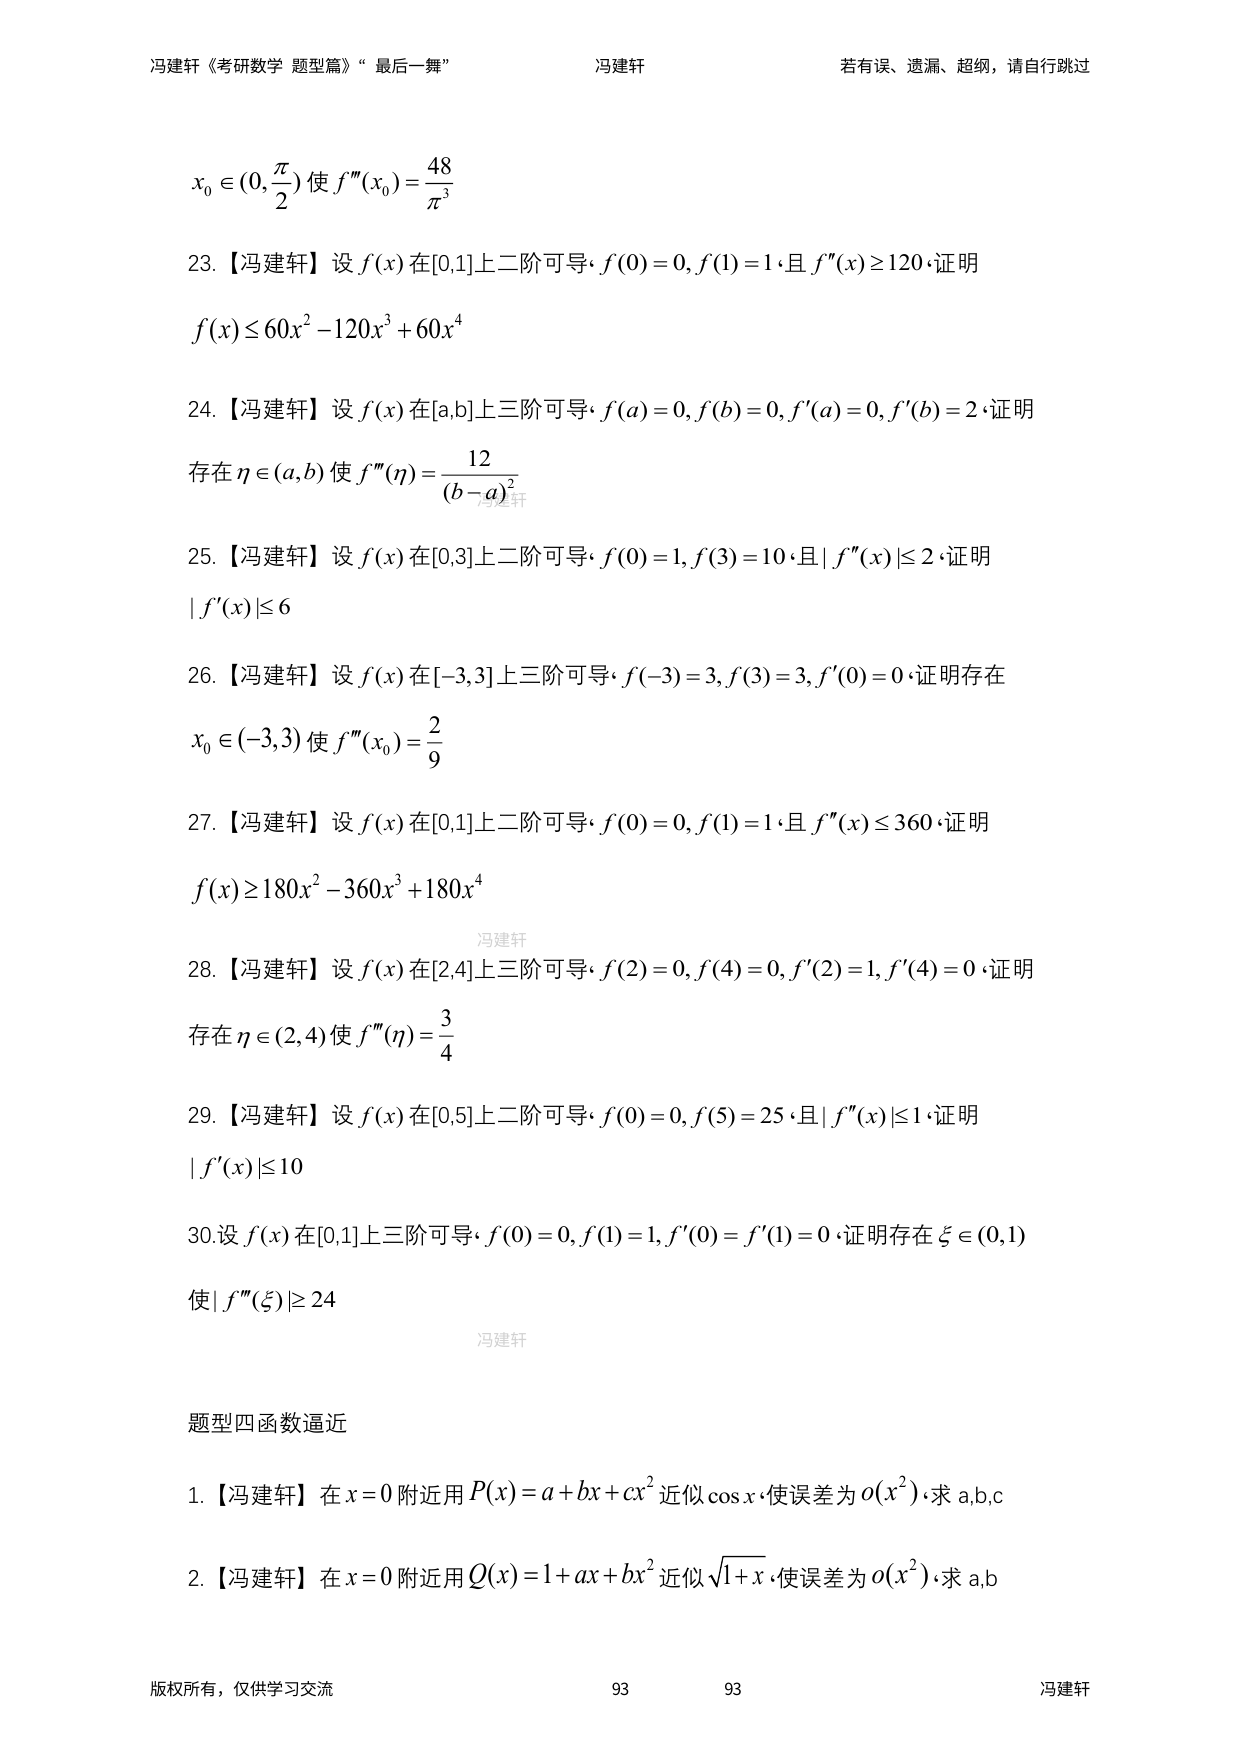 冯建轩《考研数学 题型篇》“ 最后一舞” 冯建轩 若有误、遗漏、超纲，请自行跳过
x₀ ∈ (0, π/2) 使 f‴(x₀) = 48/π³
23.【冯建轩】设 f(x) 在[0,1]上二阶可导، f(0) = 0, f(1) = 1 ،且 f″(x) ≥ 120 ،证明
f(x) ≤ 60x² − 120x³ + 60x⁴
24.【冯建轩】设 f(x) 在[a,b]上三阶可导، f(a) = 0, f(b) = 0, f′(a) = 0, f′(b) = 2 ،证明
存在 η ∈ (a, b) 使 f‴(η) = 12/(b − a)²
冯建轩
25.【冯建轩】设 f(x) 在[0,3]上二阶可导، f(0) = 1, f(3) = 10 ،且 | f″(x) |≤ 2 ،证明
| f′(x) |≤ 6
26.【冯建轩】设 f(x) 在[−3,3] 上三阶可导، f(−3) = 3, f(3) = 3, f′(0) = 0 ،证明存在
x₀ ∈ (−3,3) 使 f‴(x₀) = 2/9
27.【冯建轩】设 f(x) 在[0,1]上二阶可导، f(0) = 0, f(1) = 1 ،且 f″(x) ≤ 360 ،证明
f(x) ≥ 180x² − 360x³ + 180x⁴
冯建轩
28.【冯建轩】设 f(x) 在[2,4]上三阶可导، f(2) = 0, f(4) = 0, f′(2) = 1, f′(4) = 0 ،证明
存在 η ∈ (2, 4) 使 f‴(η) = 3/4
29.【冯建轩】设 f(x) 在[0,5]上二阶可导، f(0) = 0, f(5) = 25 ،且 | f″(x) |≤ 1 ،证明
| f′(x) |≤ 10
30.设 f(x) 在[0,1]上三阶可导، f(0) = 0, f(1) = 1, f′(0) = f′(1) = 0 ،证明存在 ξ ∈ (0,1)
使| f‴(ξ) |≥ 24
冯建轩
题型四函数逼近
1.【冯建轩】在 x = 0 附近用 P(x) = a + bx + cx² 近似 cos x ،使误差为 o(x²) ،求 a,b,c
2.【冯建轩】在 x = 0 附近用 Q(x) = 1 + ax + bx² 近似 √(1 + x) ،使误差为 o(x²) ،求 a,b
版权所有，仅供学习交流 93 93 冯建轩